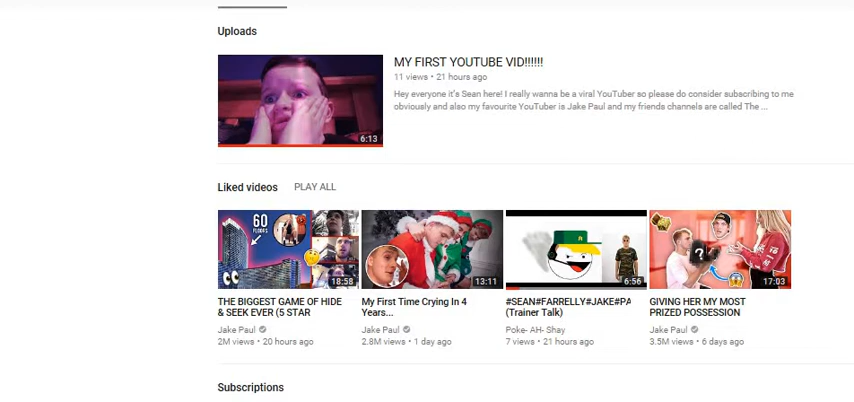 Uploads
MY FIRST YOUTUBE VID!!!!!!
11 views • 21 hours ago
Hey everyone it's Sean here! I really wanna be a viral YouTuber so please do consider subscribing to me
obviously and also my favourite YouTuber is Jake Paul and my friends channels are called The ...
6:13
Liked videos PLAY ALL
60
FLOORS
18:58
13:11
6:56
?
17:03
THE BIGGEST GAME OF HIDE
& SEEK EVER (5 STAR
Jake Paul
2M views • 20 hours ago
My First Time Crying In 4
Years...
Jake Paul
2.8M views • 1 day ago
#SEAN#FARRELLY#JAKE#PA
(Trainer Talk)
Poke- AH- Shay
7 views • 21 hours ago
GIVING HER MY MOST
PRIZED POSSESSION
Jake Paul
3.5M views • 6 days ago
Subscriptions